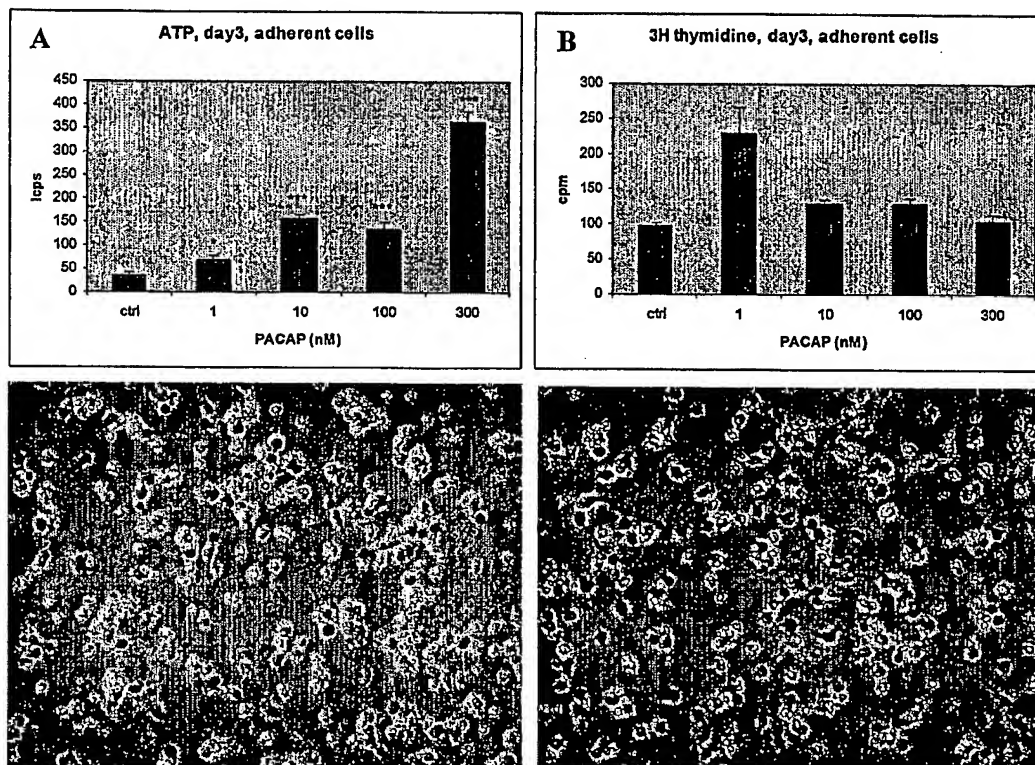 A
ATP, day3, adherent cells
450
400
350
300
250
200
150
100
50
0
lcps
ctrl 1 10 100 300
PACAP (nM)
B
3H thymidine, day3, adherent cells
300
250
200
150
100
50
0
cpm
ctrl 1 10 100 300
PACAP (nM)